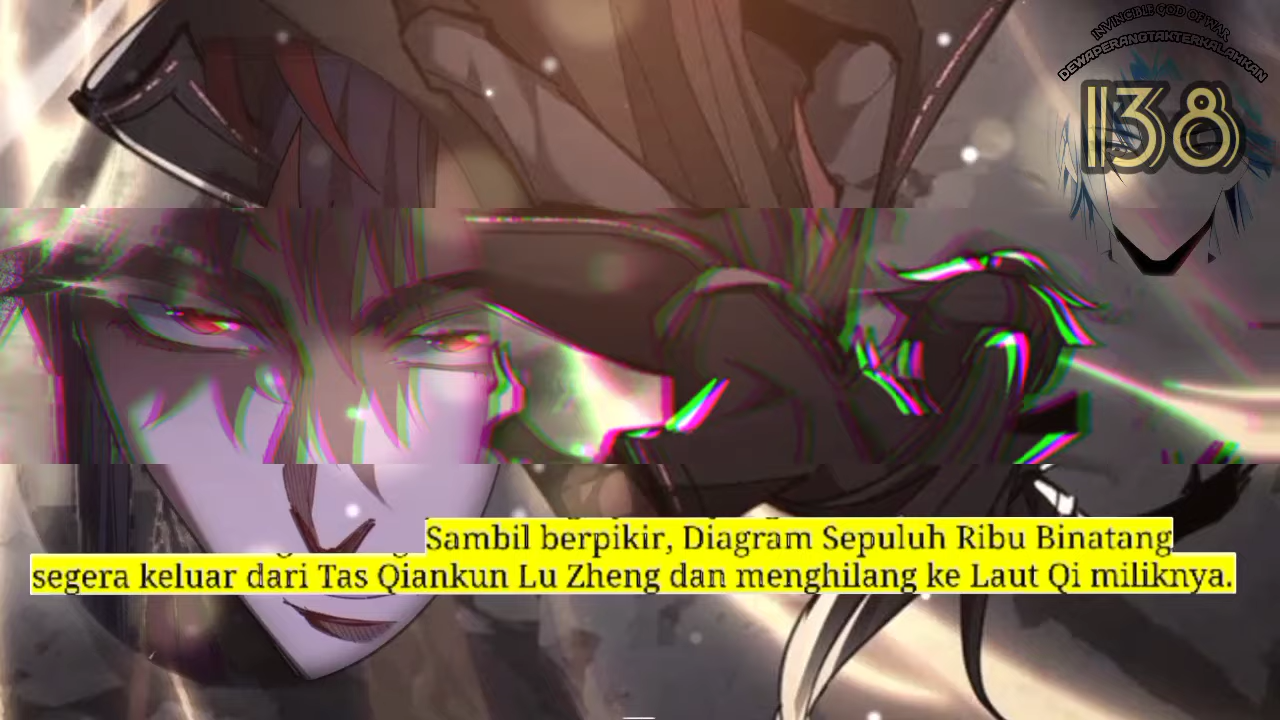 INVINCIBLE GOD OF WAR
DEWAPERANGTAKTERKALAHKAN
138
Sambil berpikir, Diagram Sepuluh Ribu Binatang
segera keluar dari Tas Qiankun Lu Zheng dan menghilang ke Laut Qi miliknya.